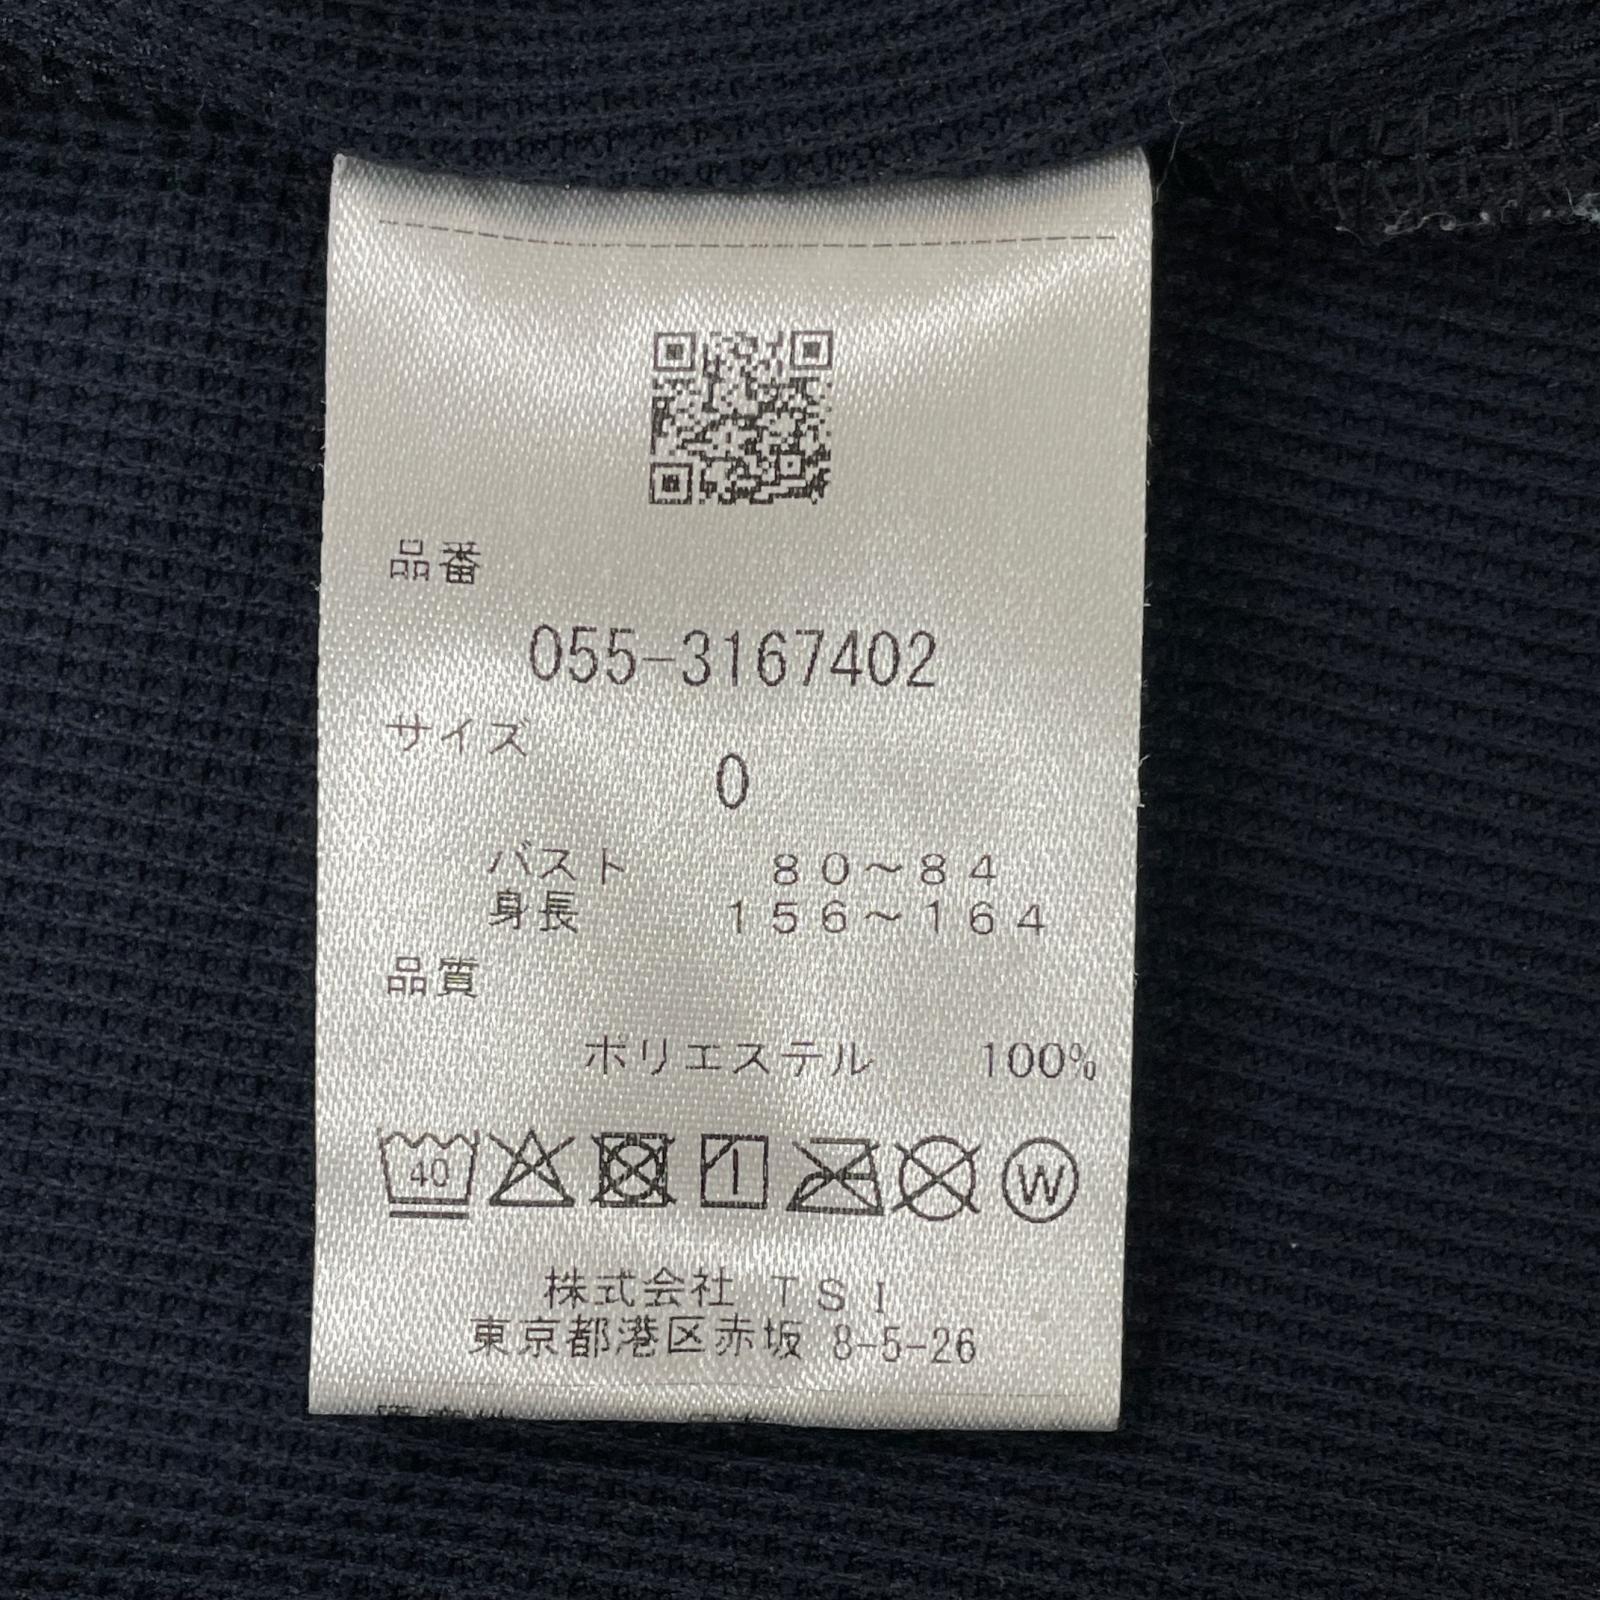 品番
055-3167402
サイズ
0
バスト 80～84
身長 156～164
品質
ポリエステル 100%
40
W
株式会社 TSI
東京都港区赤坂 8-5-26